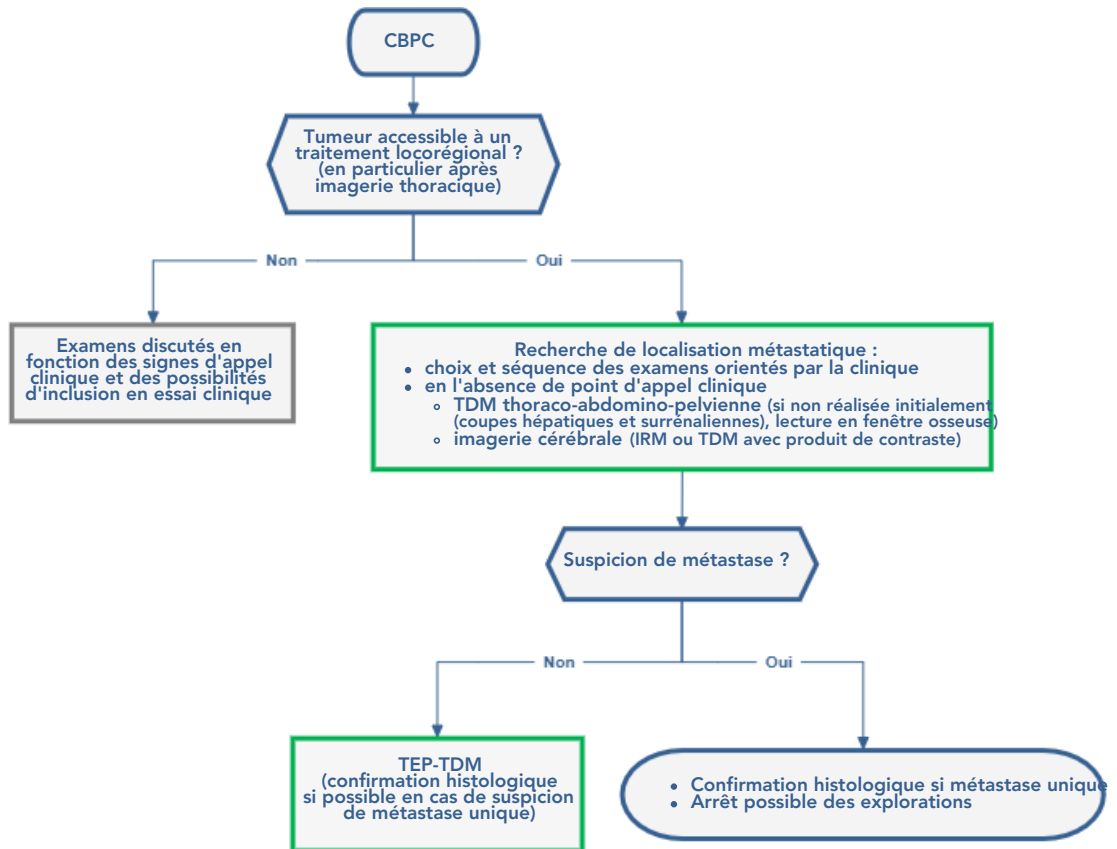 CBPC
Tumeur accessible à un
traitement locorégional ?
(en particulier après
imagerie thoracique)
Non
Oui
Examens discutés en
fonction des signes d'appel
clinique et des possibilités
d'inclusion en essai clinique
Recherche de localisation métastatique :
• choix et séquence des examens orientés par la clinique
• en l'absence de point d'appel clinique
◦ TDM thoraco-abdomino-pelvienne (si non réalisée initialement
(coupes hépatiques et surrénaliennes), lecture en fenêtre osseuse)
◦ imagerie cérébrale (IRM ou TDM avec produit de contraste)
Suspicion de métastase ?
Non
Oui
TEP-TDM
(confirmation histologique
si possible en cas de suspicion
de métastase unique)
• Confirmation histologique si métastase unique
• Arrêt possible des explorations